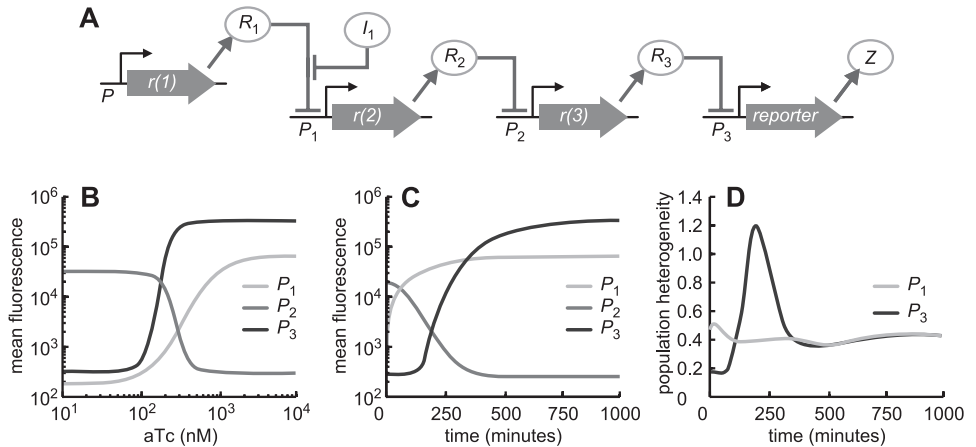 A
R1
I1
R2
R3
Z
P
r(1)
P1
r(2)
P2
r(3)
P3
reporter
B
mean fluorescence
10^6
10^5
10^4
10^3
10^2
10^1
10^2
10^3
10^4
aTc (nM)
P1
P2
P3
C
mean fluorescence
10^6
10^5
10^4
10^3
10^2
0
250
500
750
1000
time (minutes)
P1
P2
P3
D
population heterogeneity
1.4
1.2
1.0
0.8
0.6
0.4
0.2
0
0
250
500
750
1000
time (minutes)
P1
P3